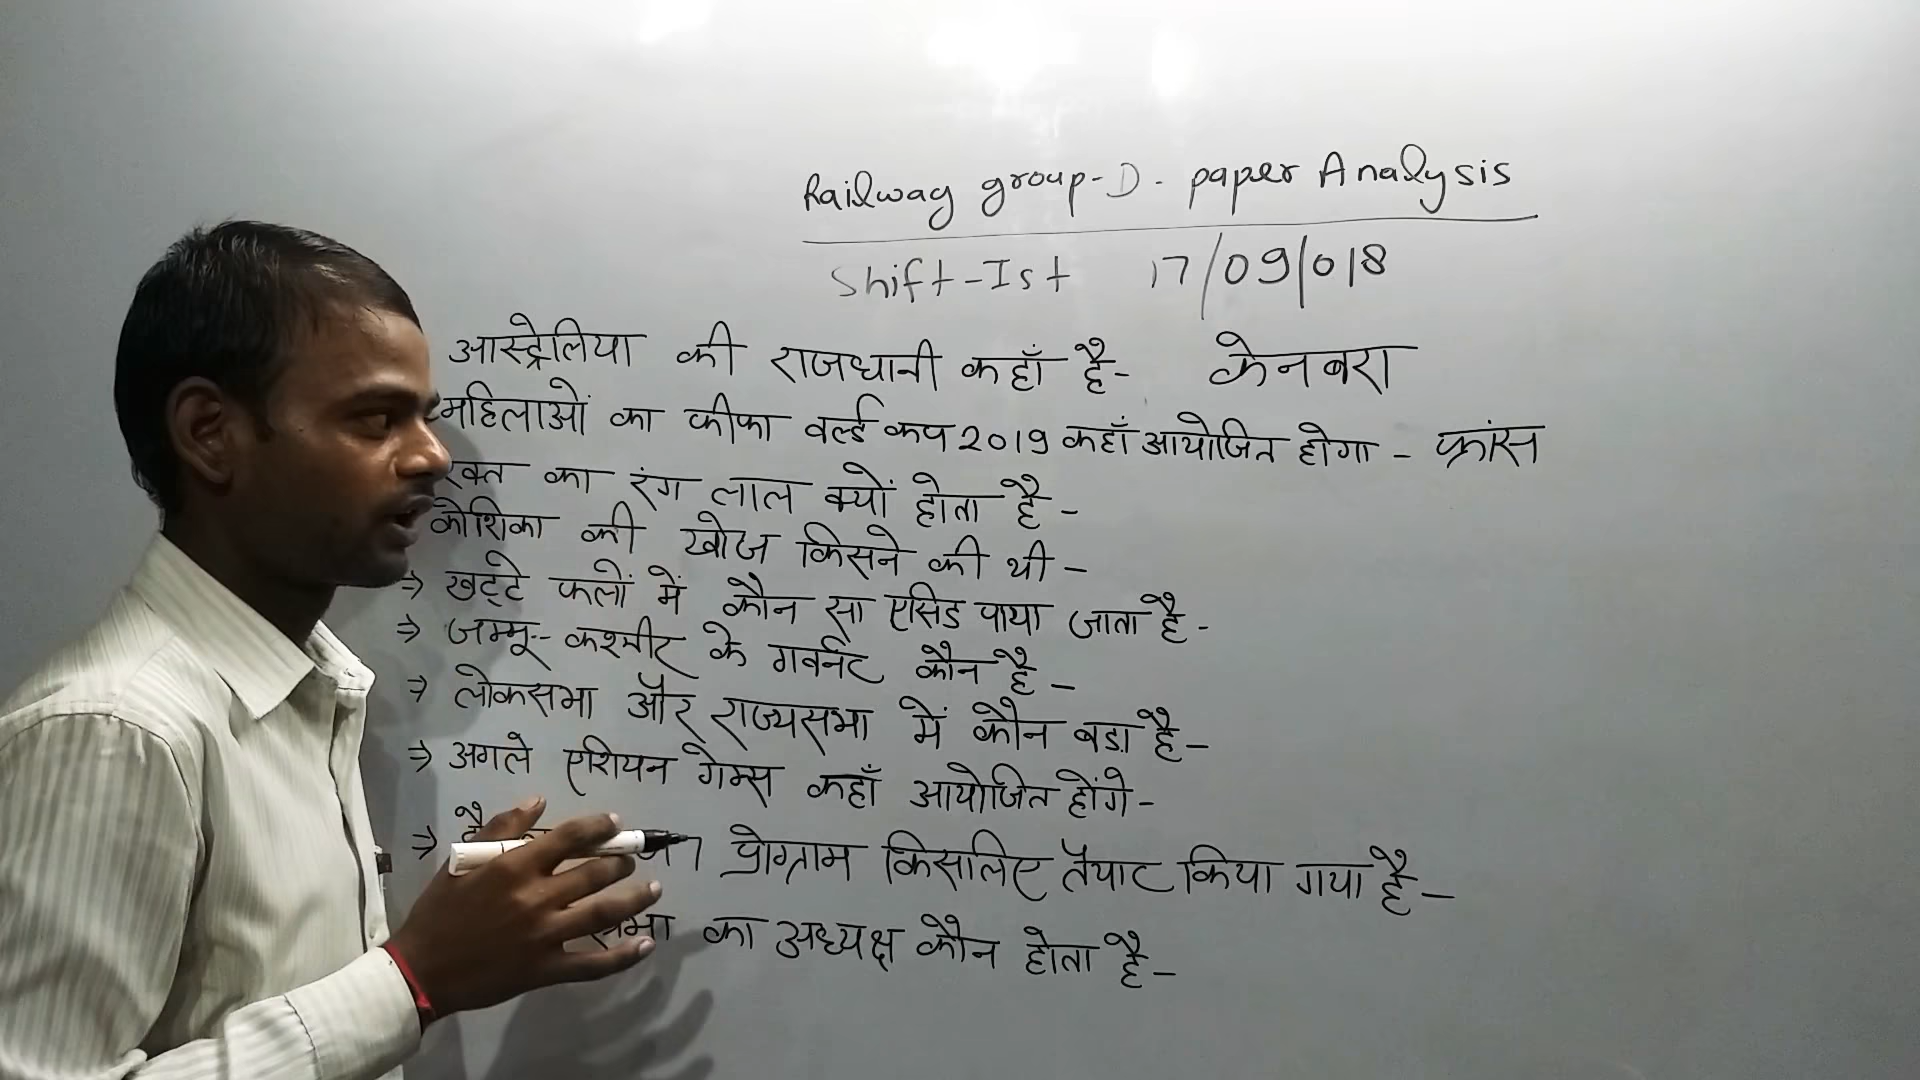 Railway group-D. paper Analysis
Shift-Ist 17/09/018
आस्ट्रेलिया की राजधानी कहाँ है- केनबरा
महिलाओं का फीफा वर्ल्ड कप 2019 कहाँ आयोजित होगा - फ्रांस
रक्त का रंग लाल क्यों होता है -
कोशिका की खोज किसने की थी -
⇒ खट्टे फलों में कौन सा एसिड पाया जाता है -
⇒ जम्मू-कश्मीर के गवर्नर कौन है -
⇒ लोकसभा और राज्यसभा में कौन बड़ा है -
⇒ अगले एशियन गेम्स कहाँ आयोजित होंगे -
⇒ प्रोग्राम किसलिए तैयार किया गया है -
का अध्यक्ष कौन होता है -